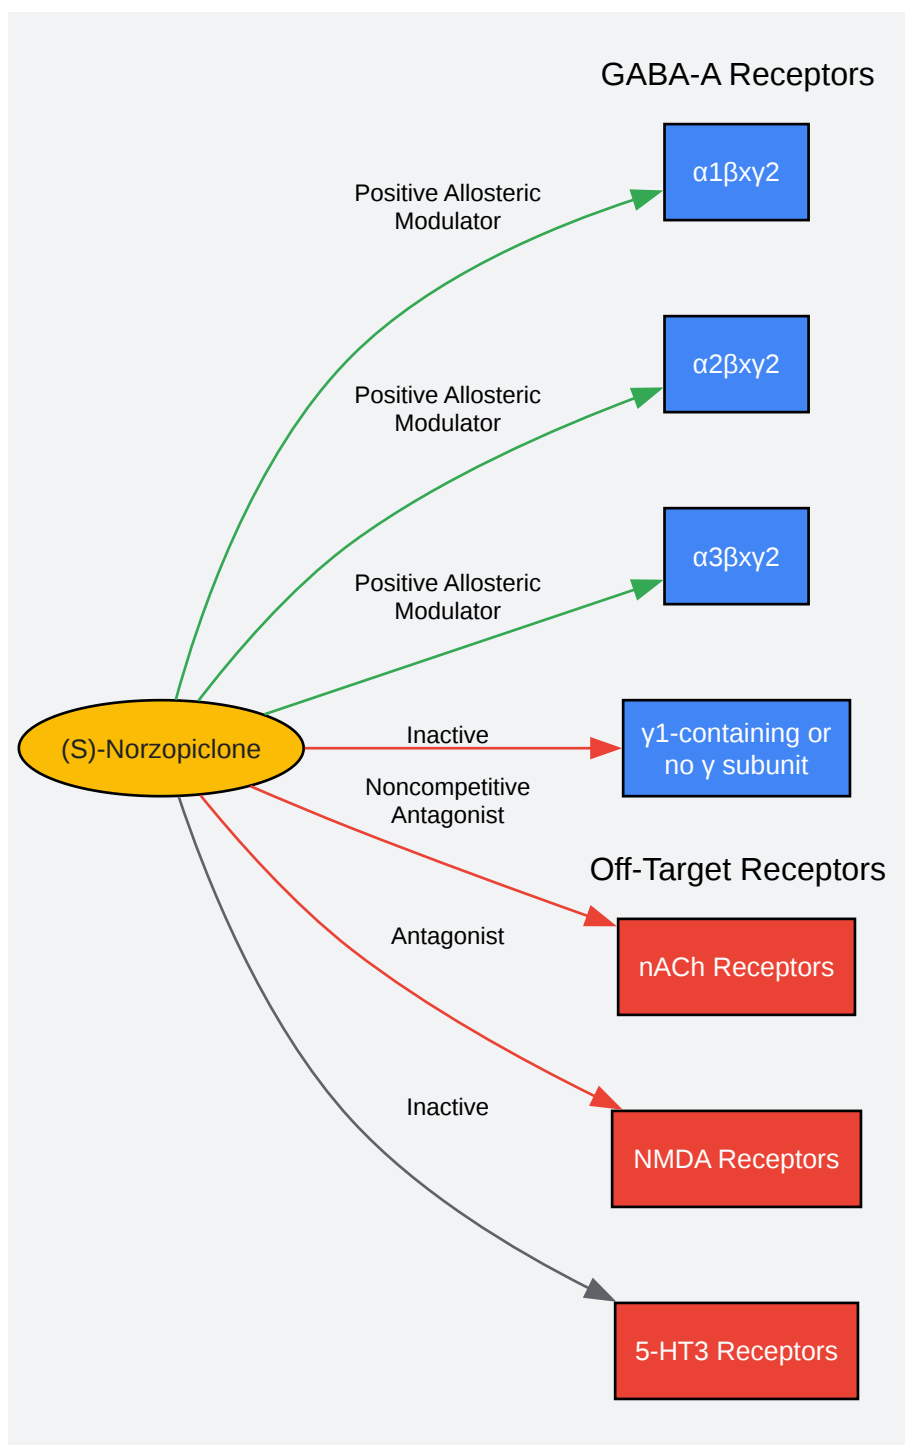 GABA-A Receptors
α1βxγ2
Positive Allosteric
Modulator
α2βxγ2
Positive Allosteric
Modulator
α3βxγ2
Positive Allosteric
Modulator
(S)-Norzopiclone
Inactive
γ1-containing or
no γ subunit
Noncompetitive
Antagonist
Off-Target Receptors
nACh Receptors
Antagonist
NMDA Receptors
Inactive
5-HT3 Receptors